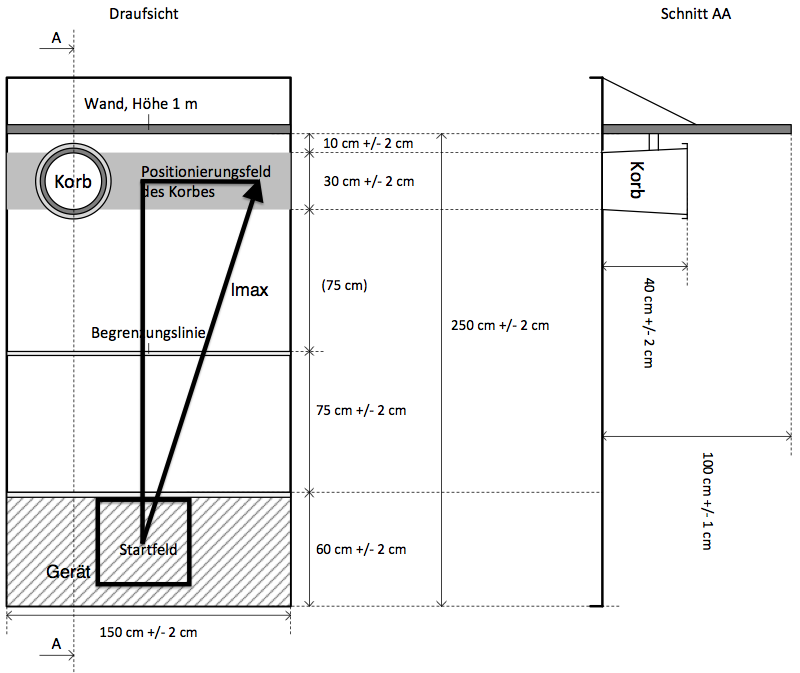 Draufsicht
Schnitt AA
A
Wand, Höhe 1 m
10 cm +/- 2 cm
Positionierungsfeld
des Korbes
Korb
30 cm +/- 2 cm
Korb
Imax
(75 cm)
40 cm +/- 2 cm
Begrenzungslinie
250 cm +/- 2 cm
75 cm +/- 2 cm
100 cm +/- 1 cm
Startfeld
60 cm +/- 2 cm
Gerät
150 cm +/- 2 cm
A